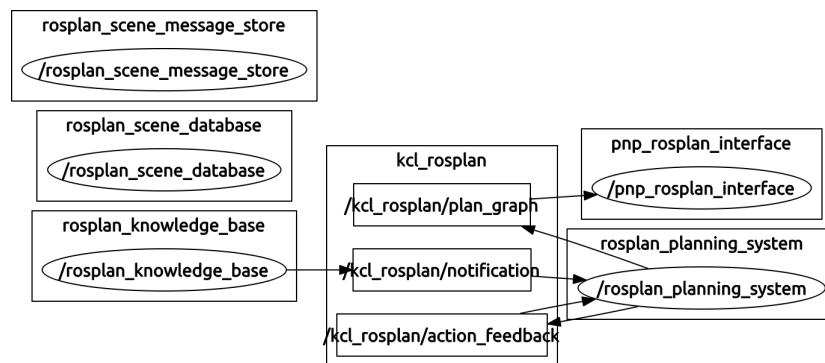 rosplan_scene_message_store
/rosplan_scene_message_store
rosplan_scene_database
/rosplan_scene_database
rosplan_knowledge_base
/rosplan_knowledge_base
kcl_rosplan
/kcl_rosplan/plan_graph
/kcl_rosplan/notification
/kcl_rosplan/action_feedback
pnp_rosplan_interface
/pnp_rosplan_interface
rosplan_planning_system
/rosplan_planning_system